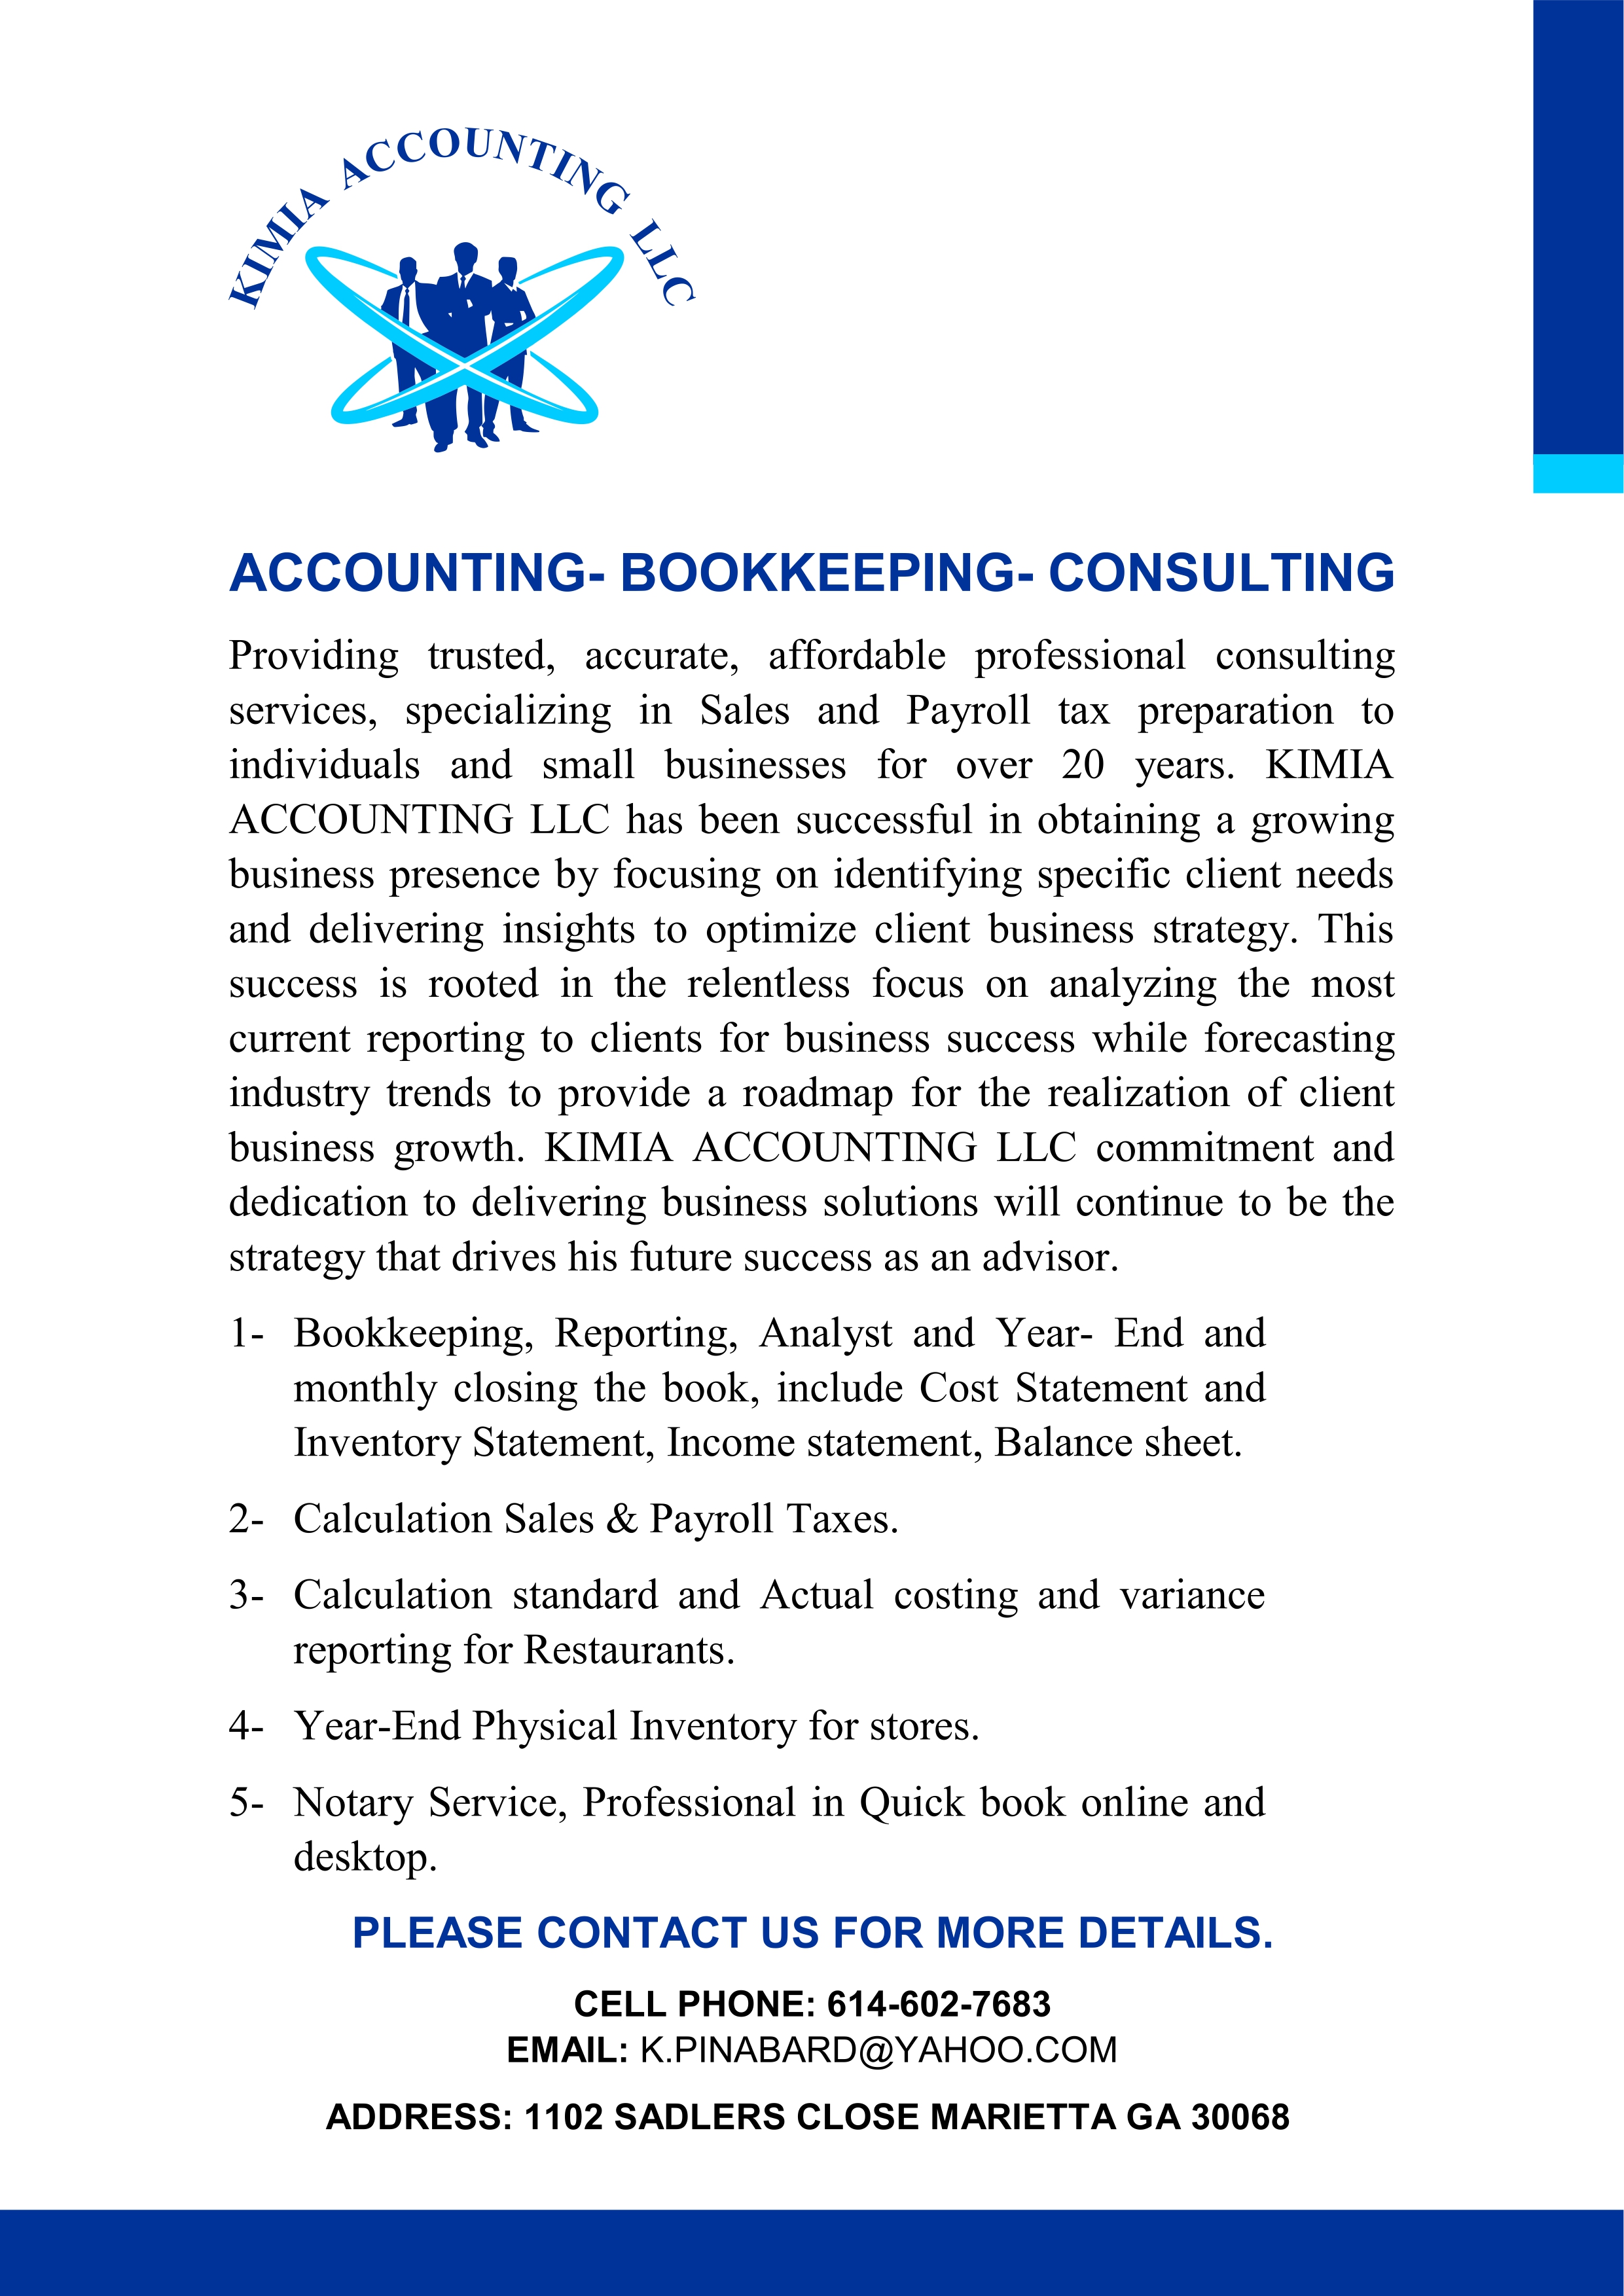 KIMIA ACCOUNTING LLC
ACCOUNTING- BOOKKEEPING- CONSULTING
Providing trusted, accurate, affordable professional consulting
services, specializing in Sales and Payroll tax preparation to
individuals and small businesses for over 20 years. KIMIA
ACCOUNTING LLC has been successful in obtaining a growing
business presence by focusing on identifying specific client needs
and delivering insights to optimize client business strategy. This
success is rooted in the relentless focus on analyzing the most
current reporting to clients for business success while forecasting
industry trends to provide a roadmap for the realization of client
business growth. KIMIA ACCOUNTING LLC commitment and
dedication to delivering business solutions will continue to be the
strategy that drives his future success as an advisor.
1- Bookkeeping, Reporting, Analyst and Year- End and
monthly closing the book, include Cost Statement and
Inventory Statement, Income statement, Balance sheet.
2- Calculation Sales & Payroll Taxes.
3- Calculation standard and Actual costing and variance
reporting for Restaurants.
4- Year-End Physical Inventory for stores.
5- Notary Service, Professional in Quick book online and
desktop.
PLEASE CONTACT US FOR MORE DETAILS.
CELL PHONE: 614-602-7683
EMAIL: K.PINABARD@YAHOO.COM
ADDRESS: 1102 SADLERS CLOSE MARIETTA GA 30068